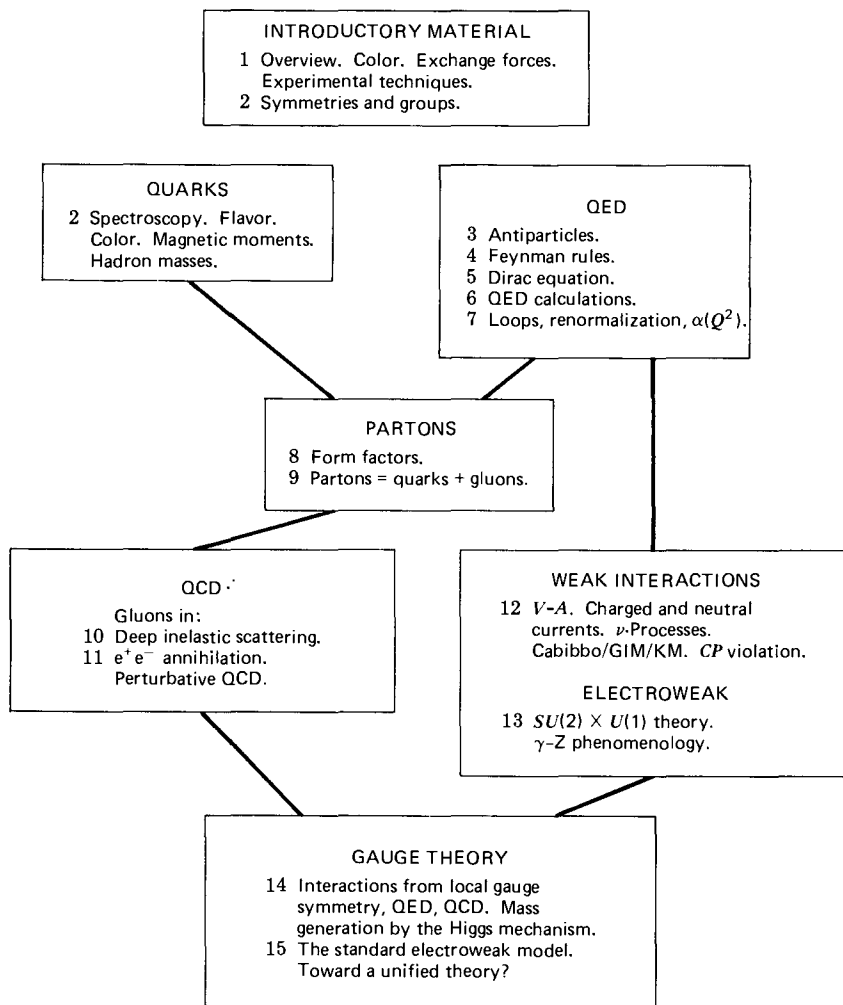 INTRODUCTORY MATERIAL
1 Overview. Color. Exchange forces.
Experimental techniques.
2 Symmetries and groups.
QUARKS
2 Spectroscopy. Flavor.
Color. Magnetic moments.
Hadron masses.
QED
3 Antiparticles.
4 Feynman rules.
5 Dirac equation.
6 QED calculations.
7 Loops, renormalization, α(Q²).
PARTONS
8 Form factors.
9 Partons = quarks + gluons.
QCD
Gluons in:
10 Deep inelastic scattering.
11 e⁺e⁻ annihilation.
Perturbative QCD.
WEAK INTERACTIONS
12 V-A. Charged and neutral
currents. ν-Processes.
Cabibbo/GIM/KM. CP violation.
ELECTROWEAK
13 SU(2) × U(1) theory.
γ-Z phenomenology.
GAUGE THEORY
14 Interactions from local gauge
symmetry, QED, QCD. Mass
generation by the Higgs mechanism.
15 The standard electroweak model.
Toward a unified theory?